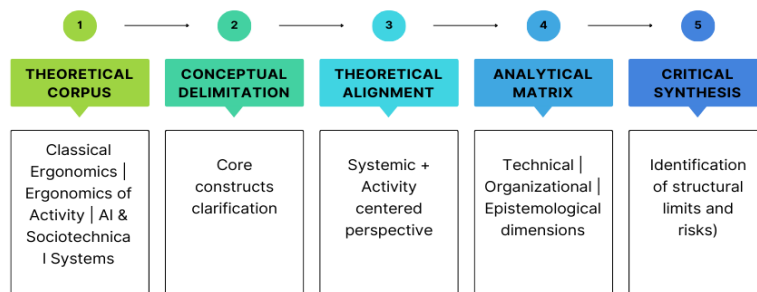 1
2
3
4
5
THEORETICAL
CORPUS
CONCEPTUAL
DELIMITATION
THEORETICAL
ALIGNMENT
ANALYTICAL
MATRIX
CRITICAL
SYNTHESIS
Classical
Ergonomics |
Ergonomics of
Activity | AI &
Sociotechnica
l Systems
Core
constructs
clarification
Systemic +
Activity
centered
perspective
Technical |
Organizational |
Epistemological
dimensions
Identification
of structural
limits and
risks)